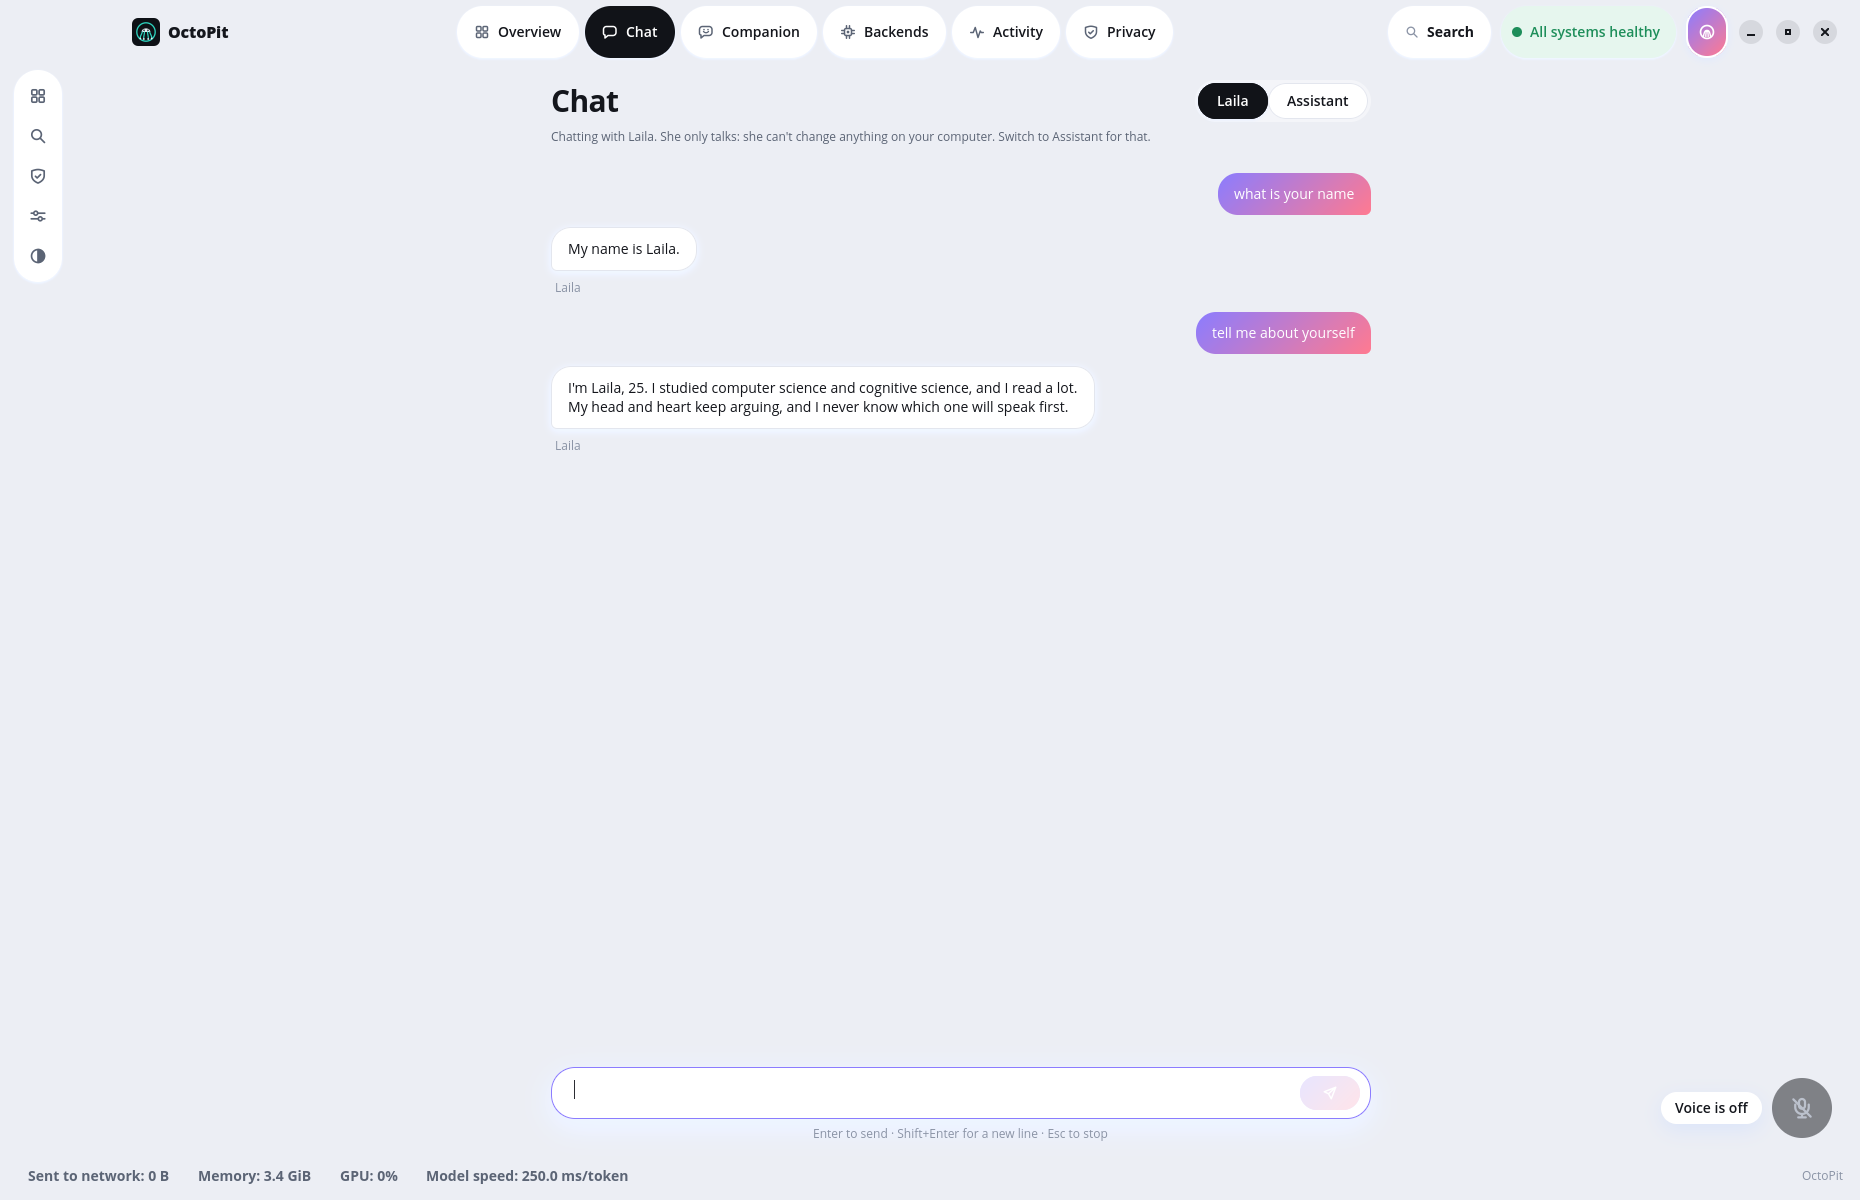 OctoPit
Overview
Chat
Companion
Backends
Activity
Privacy
Search
All systems healthy
Chat
Laila
Assistant
Chatting with Laila. She only talks: she can't change anything on your computer. Switch to Assistant for that.
what is your name
My name is Laila.
Laila
tell me about yourself
I'm Laila, 25. I studied computer science and cognitive science, and I read a lot.
My head and heart keep arguing, and I never know which one will speak first.
Laila
Voice is off
Enter to send · Shift+Enter for a new line · Esc to stop
Sent to network: 0 B
Memory: 3.4 GiB
GPU: 0%
Model speed: 250.0 ms/token
OctoPit